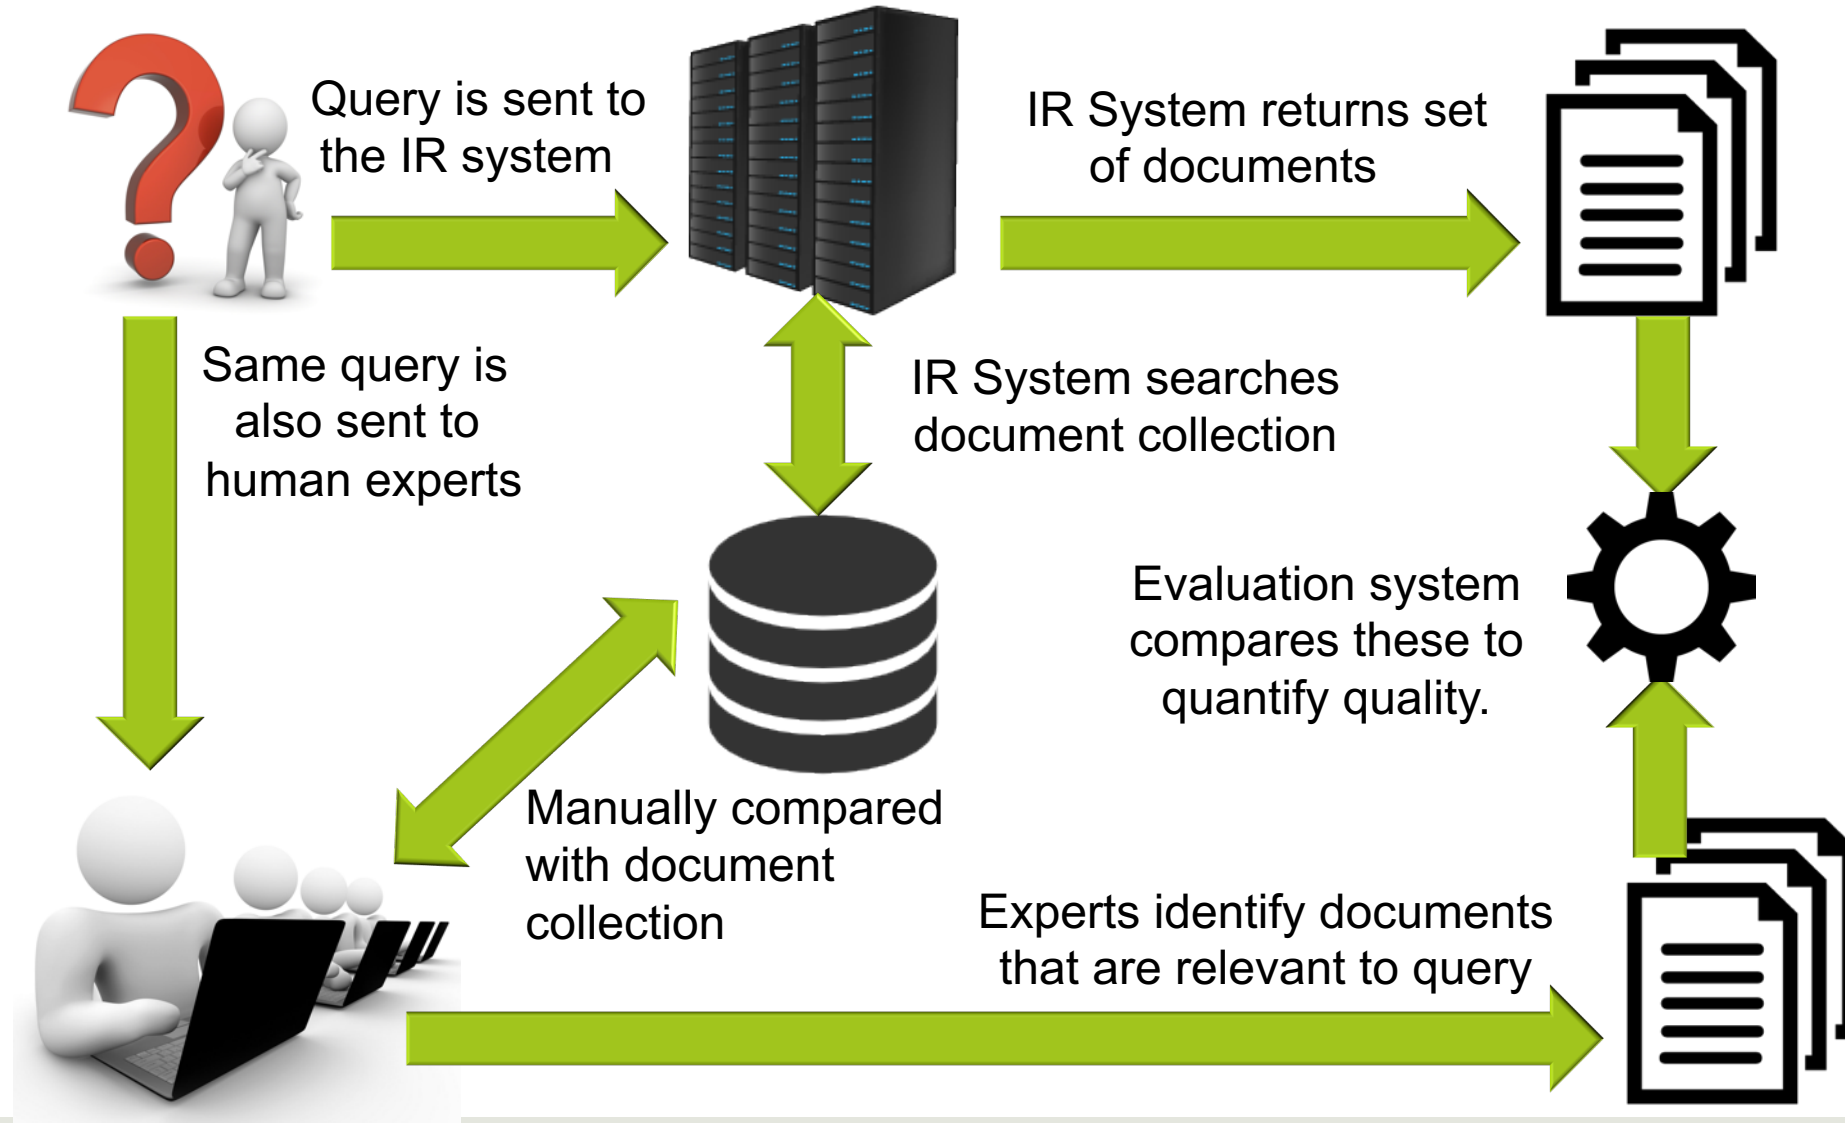 Query is sent to
the IR system
IR System returns set
of documents
Same query is
also sent to
human experts
IR System searches
document collection
Evaluation system
compares these to
quantify quality.
Manually compared
with document
collection
Experts identify documents
that are relevant to query